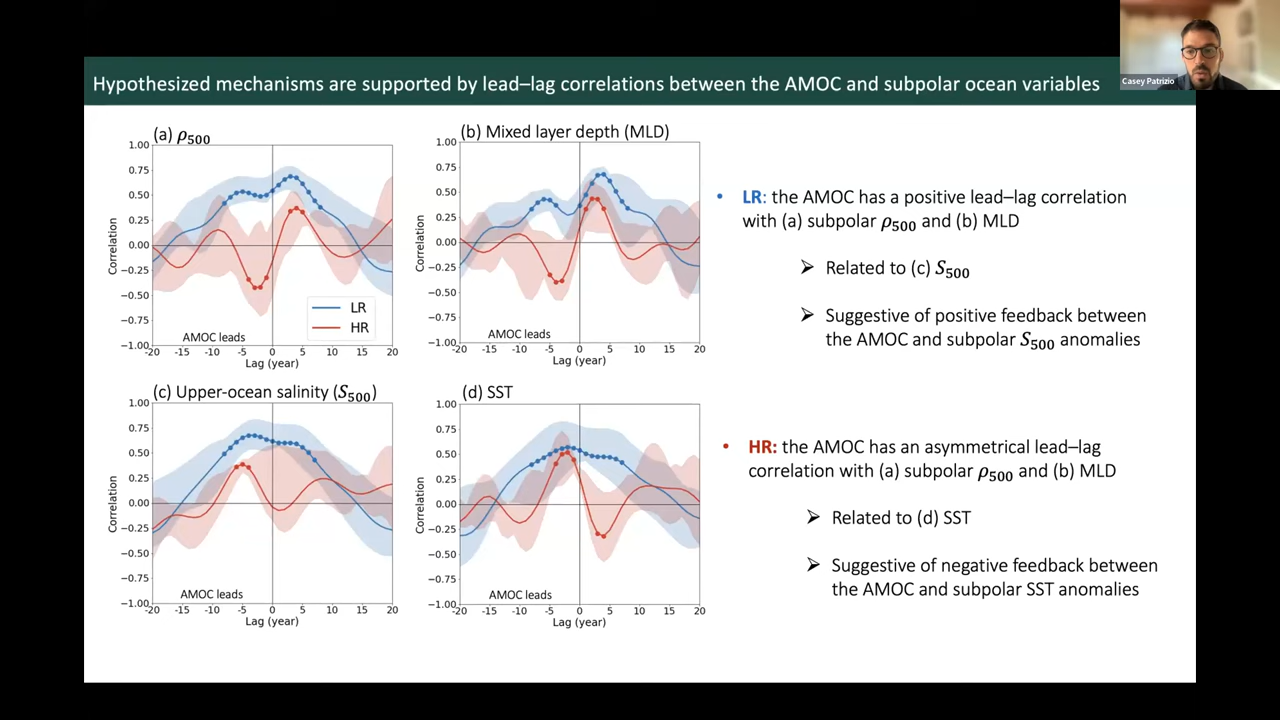 Casey Patrizio
Hypothesized mechanisms are supported by lead–lag correlations between the AMOC and subpolar ocean variables
(a) ρ500
1.00
0.75
0.50
0.25
0.00
−0.25
−0.50
−0.75
−1.00
Correlation
LR
HR
AMOC leads
-20 -15 -10 -5 0 5 10 15 20
Lag (year)
(b) Mixed layer depth (MLD)
1.00
0.75
0.50
0.25
0.00
−0.25
−0.50
−0.75
−1.00
Correlation
AMOC leads
-20 -15 -10 -5 0 5 10 15 20
Lag (year)
(c) Upper-ocean salinity (S500)
1.00
0.75
0.50
0.25
0.00
−0.25
−0.50
−0.75
−1.00
Correlation
AMOC leads
-20 -15 -10 -5 0 5 10 15 20
Lag (year)
(d) SST
1.00
0.75
0.50
0.25
0.00
−0.25
−0.50
−0.75
−1.00
Correlation
AMOC leads
-20 -15 -10 -5 0 5 10 15 20
Lag (year)
• LR: the AMOC has a positive lead–lag correlation
with (a) subpolar ρ500 and (b) MLD
➢ Related to (c) S500
➢ Suggestive of positive feedback between
the AMOC and subpolar S500 anomalies
• HR: the AMOC has an asymmetrical lead–lag
correlation with (a) subpolar ρ500 and (b) MLD
➢ Related to (d) SST
➢ Suggestive of negative feedback between
the AMOC and subpolar SST anomalies